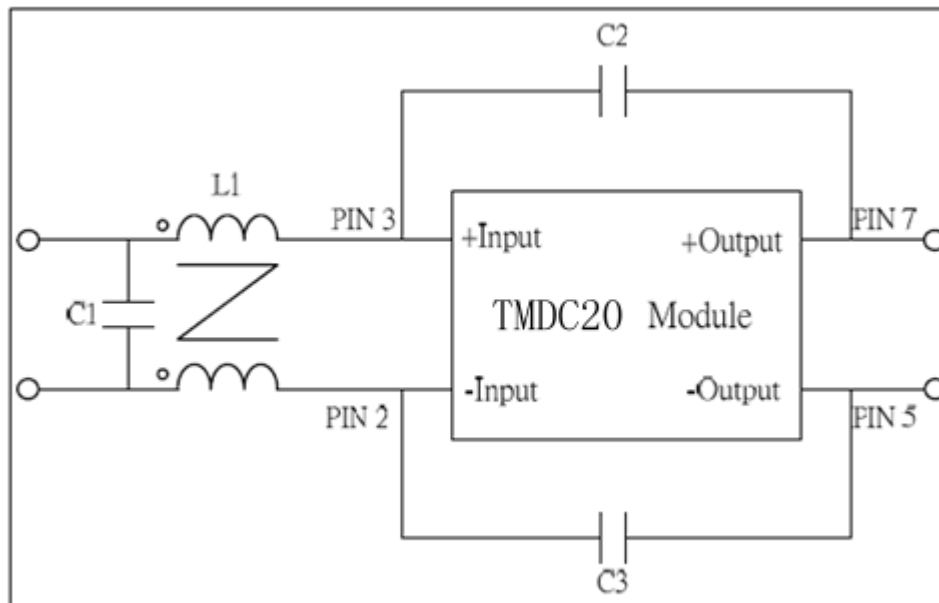 C2
L1
PIN 3
PIN 7
+Input
+Output
C1
TMDC20 Module
-Input
-Output
PIN 2
PIN 5
C3